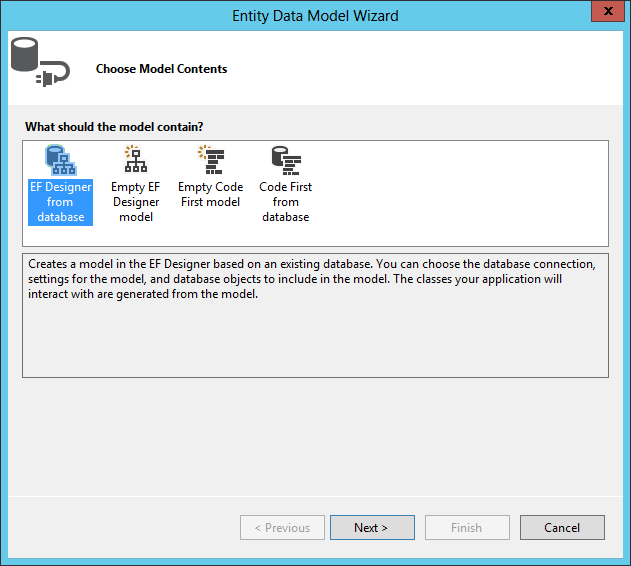 Entity Data Model Wizard
x
Choose Model Contents
What should the model contain?
EF Designer
from
database
Empty EF
Designer
model
Empty Code
First model
Code First
from
database
Creates a model in the EF Designer based on an existing database. You can choose the database connection,
settings for the model, and database objects to include in the model. The classes your application will
interact with are generated from the model.
< Previous
Next >
Finish
Cancel